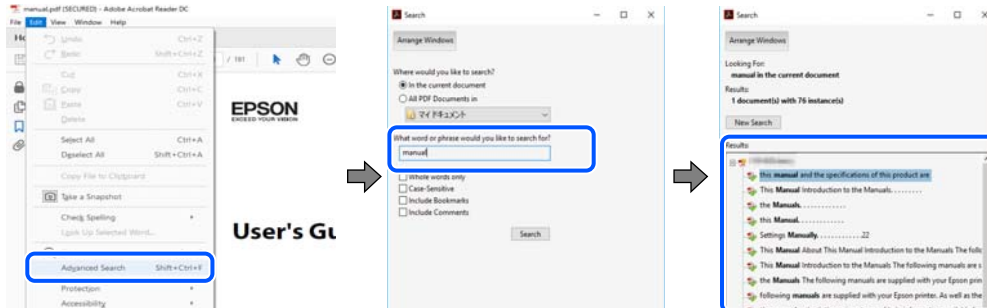 manual.pdf (SECURED) - Adobe Acrobat Reader DC
File Edit View Window Help
Undo Ctrl+Z
Shift+Ctrl+Z
Cut Ctrl+X
Copy Ctrl+C
Paste Ctrl+V
Delete
Select All Ctrl+A
Deselect All Shift+Ctrl+A
Copy File to Clipboard
Take a Snapshot
Check Spelling
Look Up Selected Word...
Advanced Search Shift+Ctrl+F
Protection
Accessibility
/ 181
EPSON
EXCEED YOUR VISION
User's Gu
Search
Arrange Windows
Where would you like to search?
In the current document
All PDF Documents in
マイドキュメント
What word or phrase would you like to search for?
manual
Whole words only
Case-Sensitive
Include Bookmarks
Include Comments
Search
Search
Arrange Windows
Looking For:
manual in the current document
Results:
1 document(s) with 76 instance(s)
New Search
Results:
this manual and the specifications of this product are
This Manual Introduction to the Manuals. . . . . . . . .
the Manuals. . . . . . . . . . . . .
this Manual. . . . . . . . . . . . .
Settings Manually. . . . . . . . . . . . .22
This Manual About This Manual Introduction to the Manuals The follo
This Manual Introduction to the Manuals The following manuals are s
the Manuals The following manuals are supplied with your Epson prin
following manuals are supplied with your Epson printer. As well as the